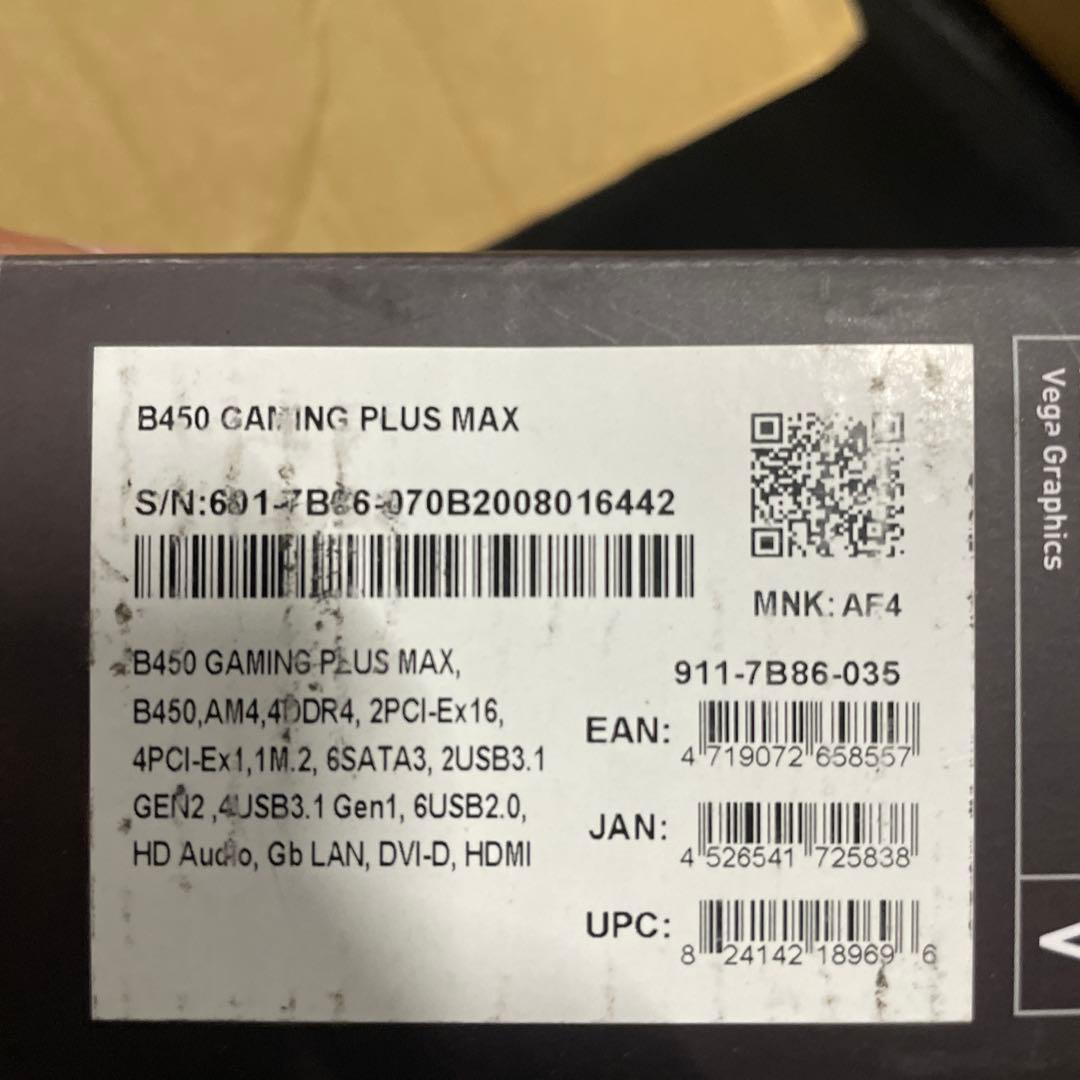 B450 GAMING PLUS MAX
S/N:601-7B86-070B2008016442
MNK: AF4
B450 GAMING PLUS MAX,
B450,AM4,4DDR4, 2PCI-Ex16,
4PCI-Ex1,1M.2, 6SATA3, 2USB3.1
GEN2 ,4USB3.1 Gen1, 6USB2.0,
HD Audio, Gb LAN, DVI-D, HDMI
911-7B86-035
EAN:
4 719072 658557
JAN:
4 526541 725838
UPC:
8 24142 18969 6
Vega Graphics